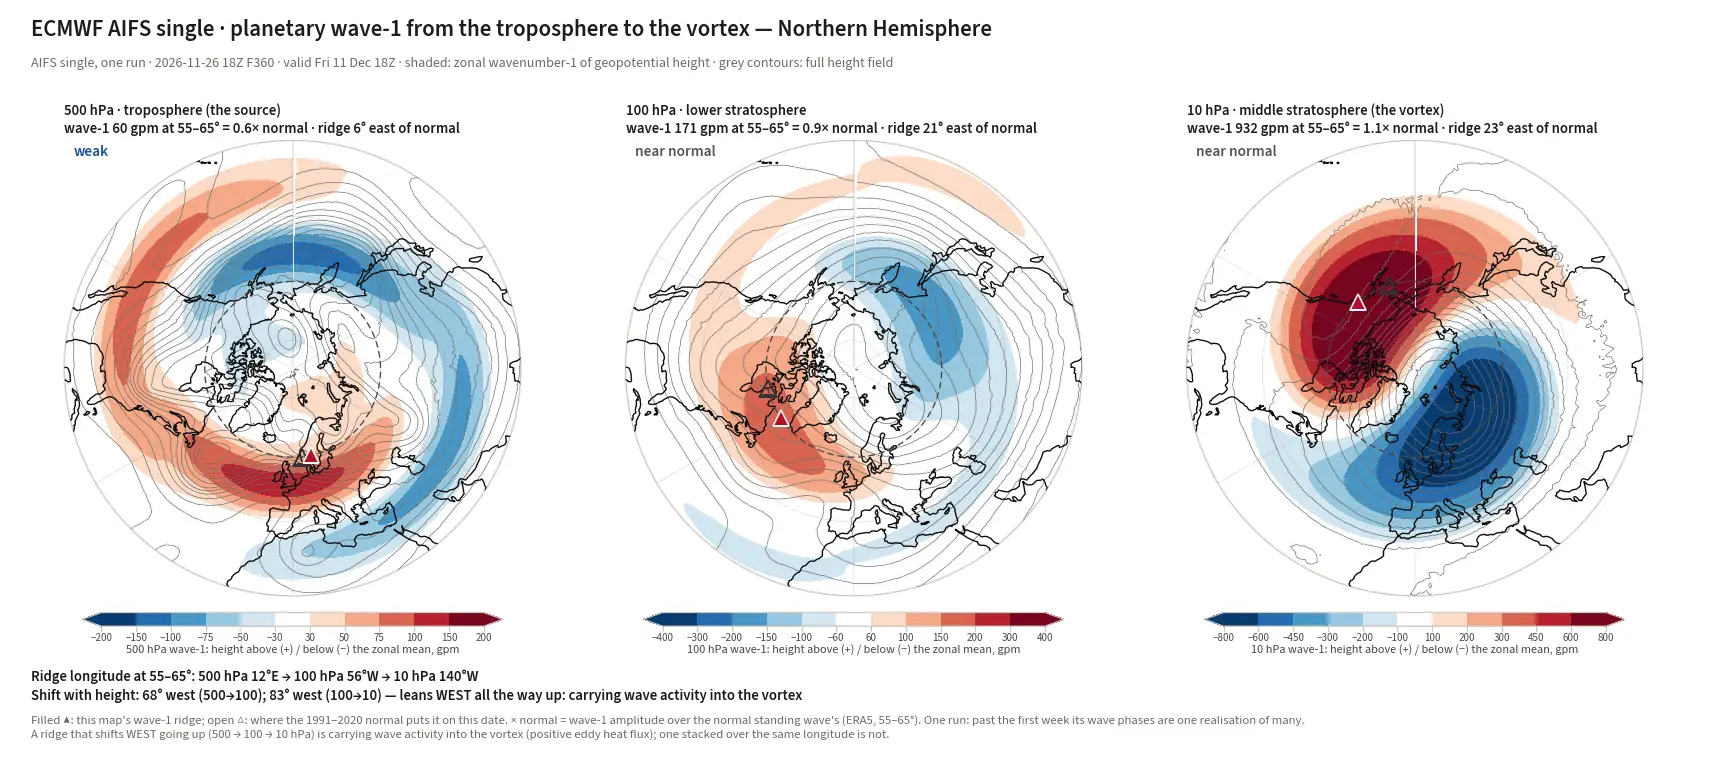 ECMWF AIFS single · planetary wave-1 from the troposphere to the vortex — Northern Hemisphere
AIFS single, one run · 2026-11-26 18Z F360 · valid Fri 11 Dec 18Z · shaded: zonal wavenumber-1 of geopotential height · grey contours: full height field
500 hPa · troposphere (the source)
wave-1 60 gpm at 55–65° = 0.6× normal · ridge 6° east of normal
weak
100 hPa · lower stratosphere
wave-1 171 gpm at 55–65° = 0.9× normal · ridge 21° east of normal
near normal
10 hPa · middle stratosphere (the vortex)
wave-1 932 gpm at 55–65° = 1.1× normal · ridge 23° east of normal
near normal
−200 −150 −100 −75 −50 −30 30 50 75 100 150 200
500 hPa wave-1: height above (+) / below (−) the zonal mean, gpm
−400 −300 −200 −150 −100 −60 60 100 150 200 300 400
100 hPa wave-1: height above (+) / below (−) the zonal mean, gpm
−800 −600 −450 −300 −200 −100 100 200 300 450 600 800
10 hPa wave-1: height above (+) / below (−) the zonal mean, gpm
Ridge longitude at 55–65°: 500 hPa 12°E → 100 hPa 56°W → 10 hPa 140°W
Shift with height: 68° west (500→100); 83° west (100→10) — leans WEST all the way up: carrying wave activity into the vortex
Filled ▲: this map's wave-1 ridge; open △: where the 1991–2020 normal puts it on this date. × normal = wave-1 amplitude over the normal standing wave's (ERA5, 55–65°). One run: past the first week its wave phases are one realisation of many.
A ridge that shifts WEST going up (500 → 100 → 10 hPa) is carrying wave activity into the vortex (positive eddy heat flux); one stacked over the same longitude is not.